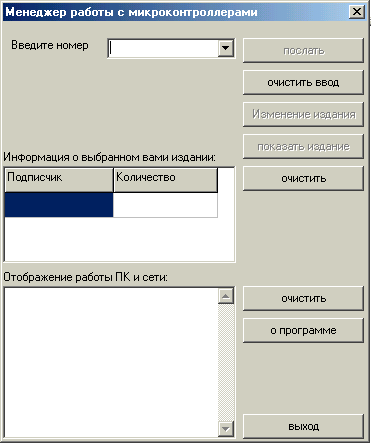 Менеджер работы с микроконтроллерами
Введите номер
послать
очистить ввод
Изменение издания
показать издание
Информация о выбранном вами издании:
Подписчик Количество
очистить
Отображение работы ПК и сети:
очистить
о программе
выход